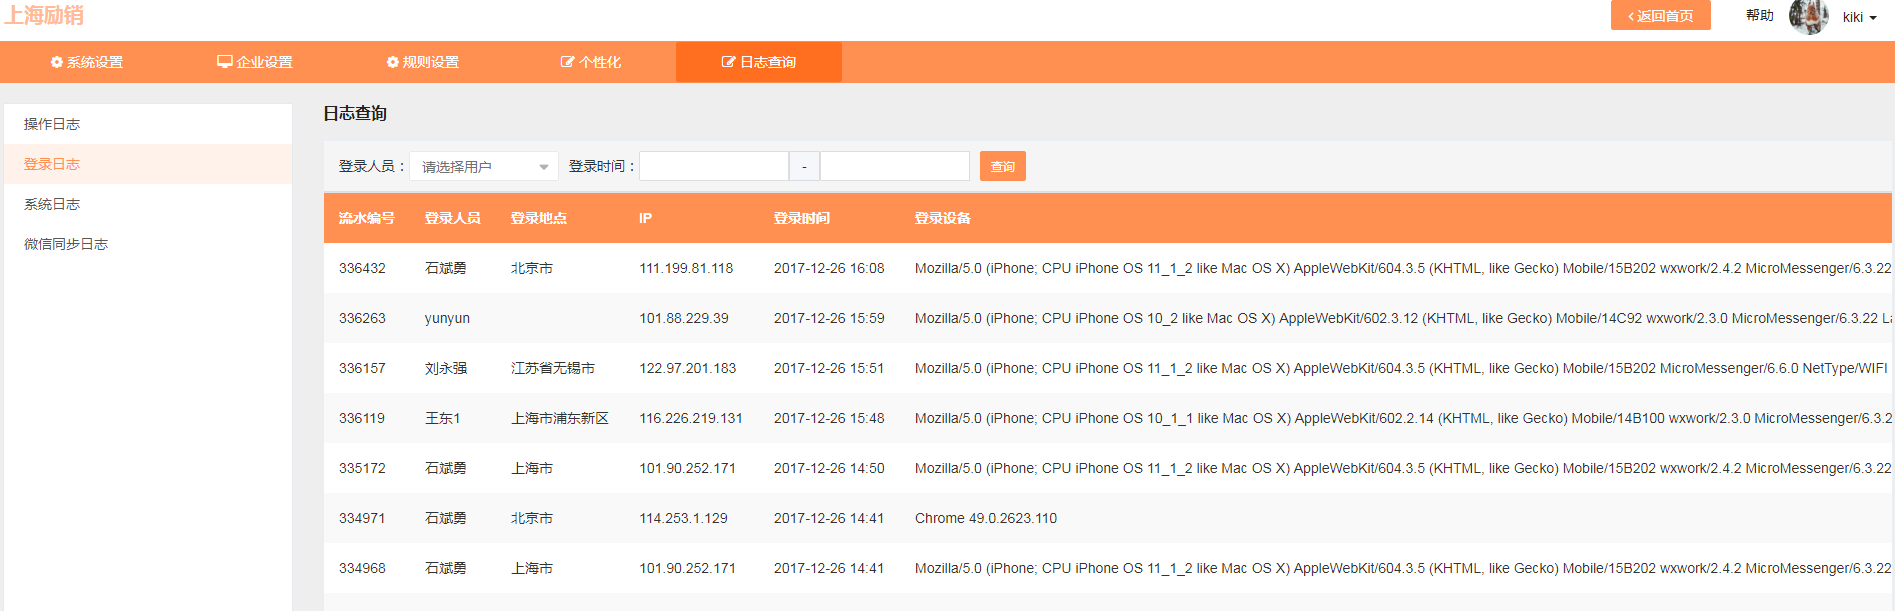 上海励销
返回首页 帮助 kiki
系统设置 企业设置 规则设置 个性化 日志查询
操作日志
登录日志
系统日志
微信同步日志
日志查询
登录人员： 请选择用户 登录时间： - 查询
流水编号 登录人员 登录地点 IP 登录时间 登录设备
336432 石斌勇 北京市 111.199.81.118 2017-12-26 16:08 Mozilla/5.0 (iPhone; CPU iPhone OS 11_1_2 like Mac OS X) AppleWebKit/604.3.5 (KHTML, like Gecko) Mobile/15B202 wxwork/2.4.2 MicroMessenger/6.3.22
336263 yunyun 101.88.229.39 2017-12-26 15:59 Mozilla/5.0 (iPhone; CPU iPhone OS 10_2 like Mac OS X) AppleWebKit/602.3.12 (KHTML, like Gecko) Mobile/14C92 wxwork/2.3.0 MicroMessenger/6.3.22
336157 刘永强 江苏省无锡市 122.97.201.183 2017-12-26 15:51 Mozilla/5.0 (iPhone; CPU iPhone OS 11_1_2 like Mac OS X) AppleWebKit/604.3.5 (KHTML, like Gecko) Mobile/15B202 MicroMessenger/6.6.0 NetType/WIFI
336119 王东1 上海市浦东新区 116.226.219.131 2017-12-26 15:48 Mozilla/5.0 (iPhone; CPU iPhone OS 10_1_1 like Mac OS X) AppleWebKit/602.2.14 (KHTML, like Gecko) Mobile/14B100 wxwork/2.3.0 MicroMessenger/6.3.2
335172 石斌勇 上海市 101.90.252.171 2017-12-26 14:50 Mozilla/5.0 (iPhone; CPU iPhone OS 11_1_2 like Mac OS X) AppleWebKit/604.3.5 (KHTML, like Gecko) Mobile/15B202 wxwork/2.4.2 MicroMessenger/6.3.22
334971 石斌勇 北京市 114.253.1.129 2017-12-26 14:41 Chrome 49.0.2623.110
334968 石斌勇 上海市 101.90.252.171 2017-12-26 14:41 Mozilla/5.0 (iPhone; CPU iPhone OS 11_1_2 like Mac OS X) AppleWebKit/604.3.5 (KHTML, like Gecko) Mobile/15B202 wxwork/2.4.2 MicroMessenger/6.3.22